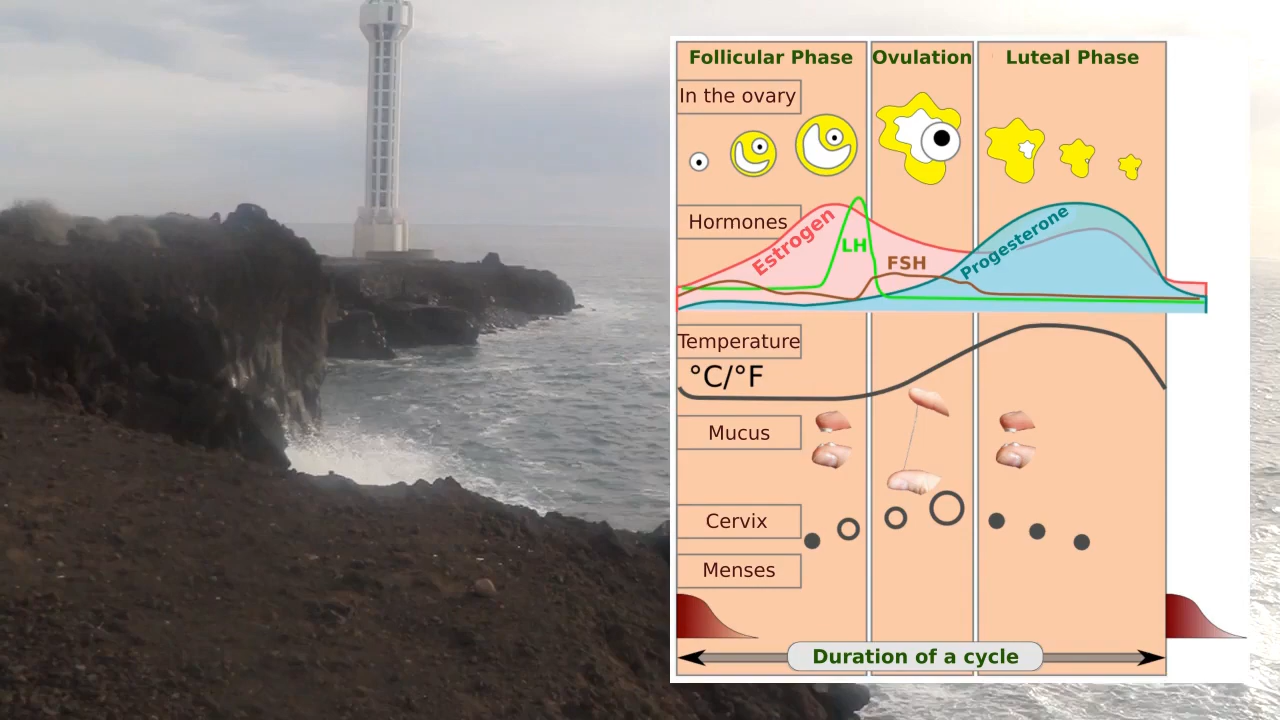 Follicular Phase
Ovulation
Luteal Phase
In the ovary
Hormones
Estrogen
LH
FSH
Progesterone
Temperature
°C/°F
Mucus
Cervix
Menses
Duration of a cycle